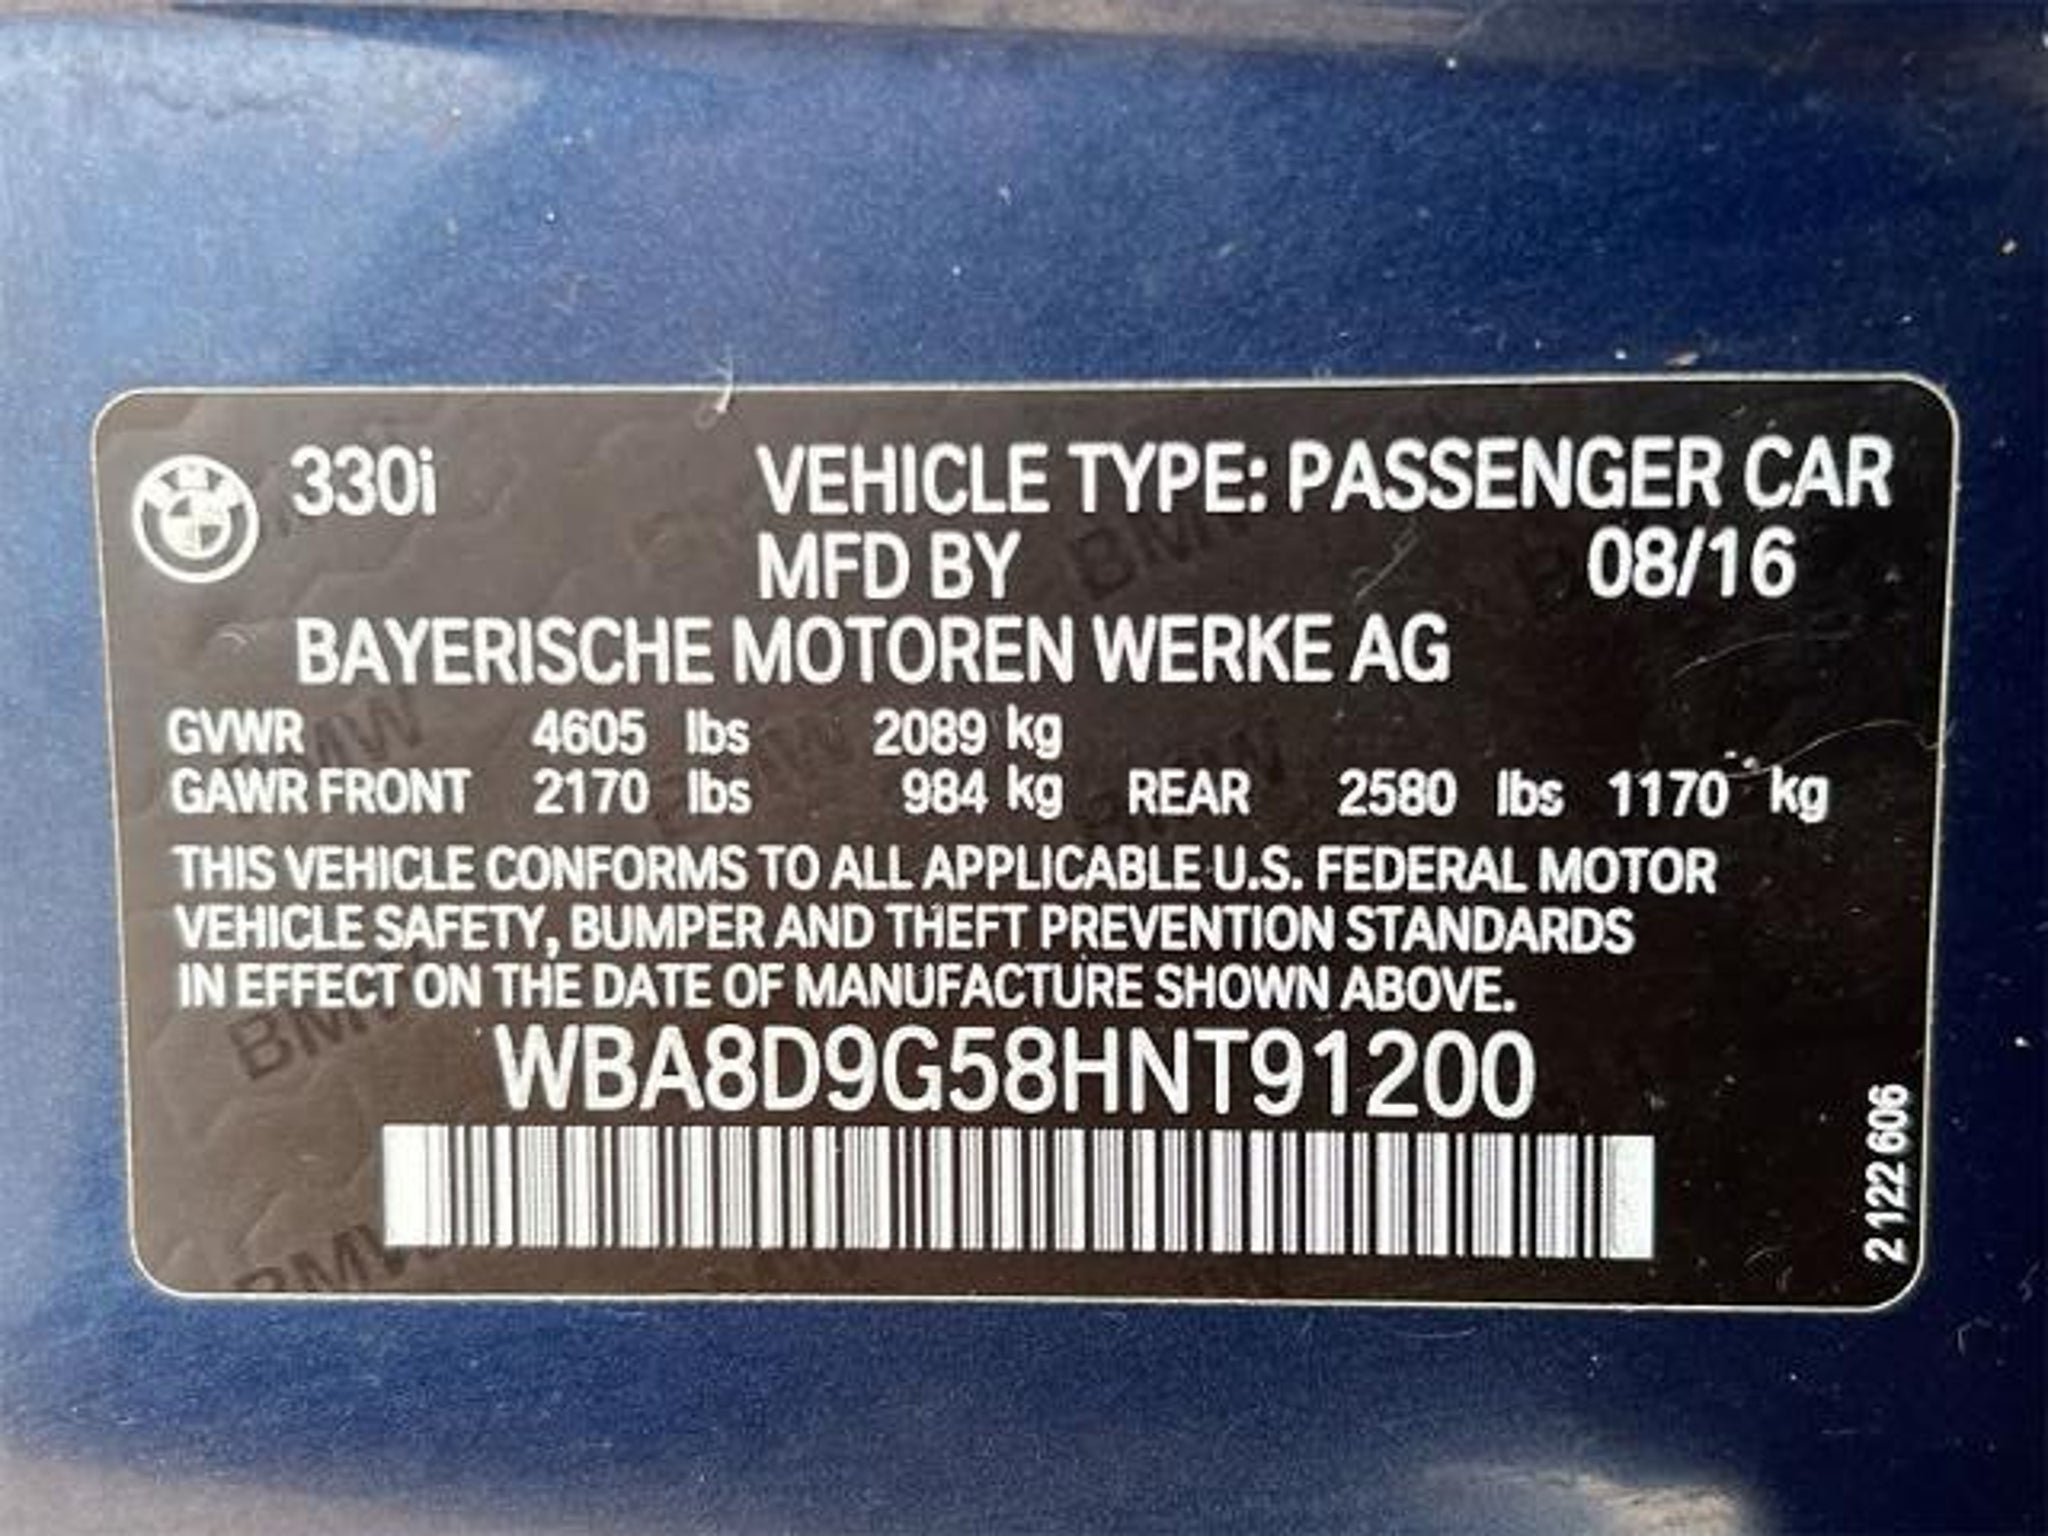 330i VEHICLE TYPE: PASSENGER CAR
MFD BY 08/16
BAYERISCHE MOTOREN WERKE AG
GVWR 4605 lbs 2089 kg
GAWR FRONT 2170 lbs 984 kg REAR 2580 lbs 1170 kg
THIS VEHICLE CONFORMS TO ALL APPLICABLE U.S. FEDERAL MOTOR
VEHICLE SAFETY, BUMPER AND THEFT PREVENTION STANDARDS
IN EFFECT ON THE DATE OF MANUFACTURE SHOWN ABOVE.
WBA8D9G58HNT91200
2 122 606